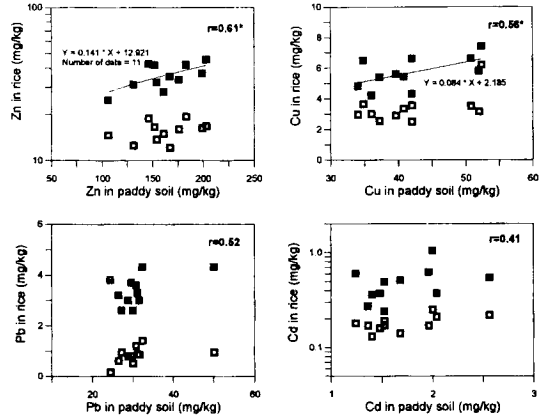 r=0.61*
Y = 0.141 * X + 12.921
Number of data = 11
Zn in rice (mg/kg)
100
10
50 100 150 200 250
Zn in paddy soil (mg/kg)
r=0.56*
Y = 0.084 * X + 2.185
Cu in rice (mg/kg)
8
6
4
2
0
30 40 50 60
Cu in paddy soil (mg/kg)
r=0.52
Pb in rice (mg/kg)
6
4
2
0
20 40 60
Pb in paddy soil (mg/kg)
r=0.41
Cd in rice (mg/kg)
1.0
0.1
1 2 3
Cd in paddy soil (mg/kg)